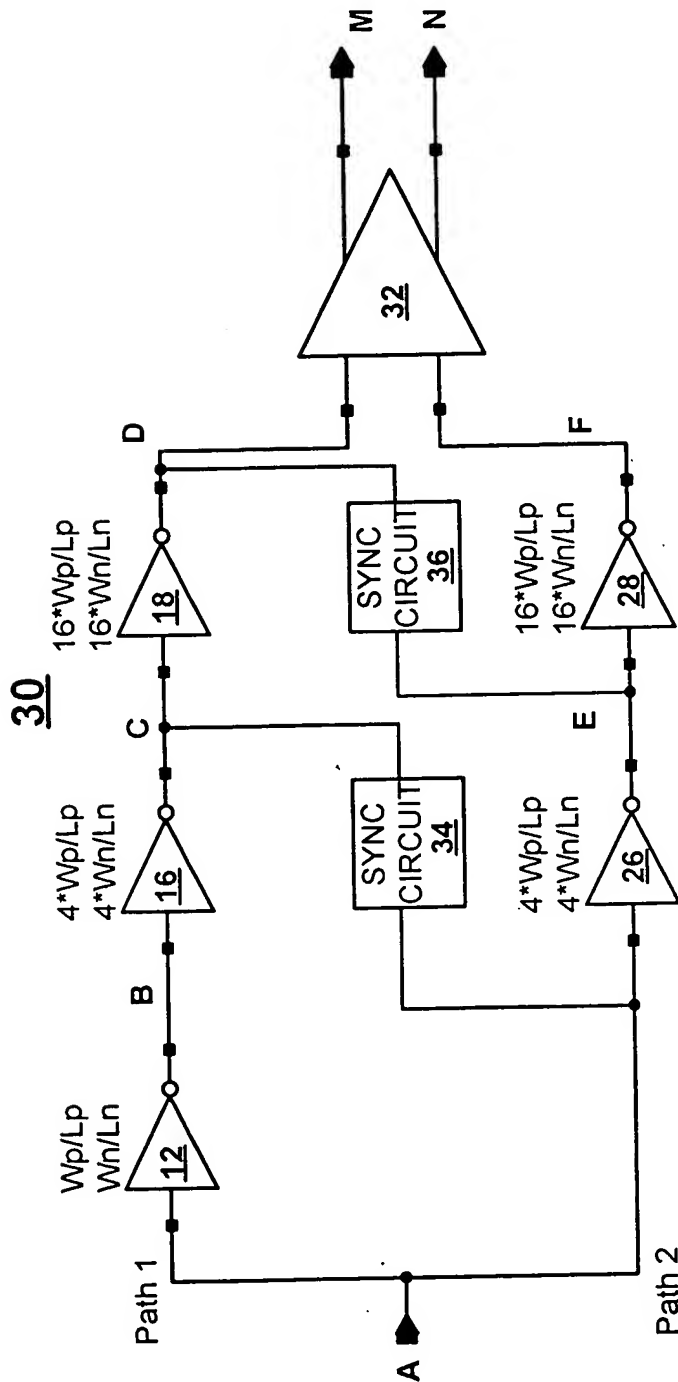 30
Path 1
Wp/Lp
Wn/Ln
12
B
4*Wp/Lp
4*Wn/Ln
16
C
16*Wp/Lp
16*Wn/Ln
18
D
A
SYNC
CIRCUIT
34
SYNC
CIRCUIT
36
32
M
N
Path 2
4*Wp/Lp
4*Wn/Ln
26
E
16*Wp/Lp
16*Wn/Ln
28
F